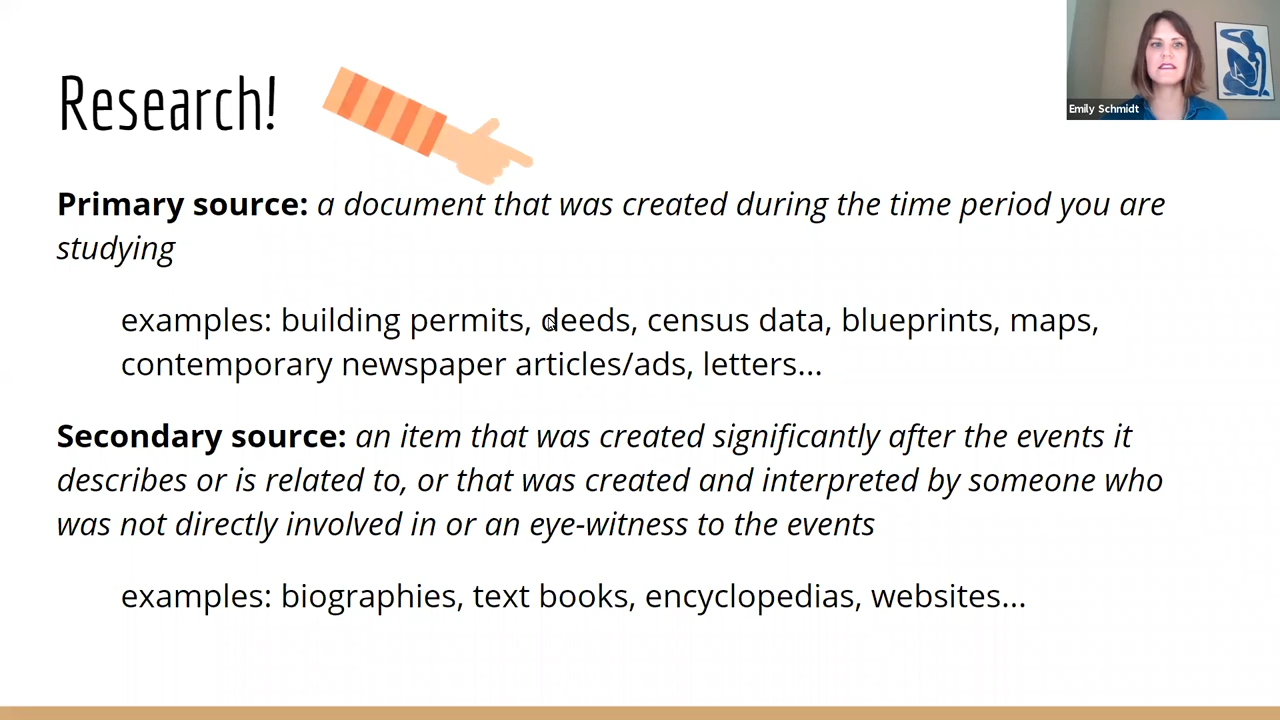 Research!
Emily Schmidt
Primary source: a document that was created during the time period you are
studying
examples: building permits, deeds, census data, blueprints, maps,
contemporary newspaper articles/ads, letters...
Secondary source: an item that was created significantly after the events it
describes or is related to, or that was created and interpreted by someone who
was not directly involved in or an eye-witness to the events
examples: biographies, text books, encyclopedias, websites...